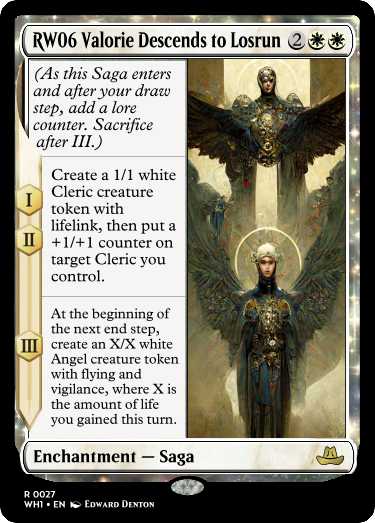 RW06 Valorie Descends to Losrun 2
(As this Saga enters
and after your draw
step, add a lore
counter. Sacrifice
after III.)
I
II
Create a 1/1 white
Cleric creature
token with
lifelink, then put a
+1/+1 counter on
target Cleric you
control.
III
At the beginning of
the next end step,
create an X/X white
Angel creature token
with flying and
vigilance, where X is
the amount of life
you gained this turn.
Enchantment — Saga
R 0027
WH1 • EN Edward Denton